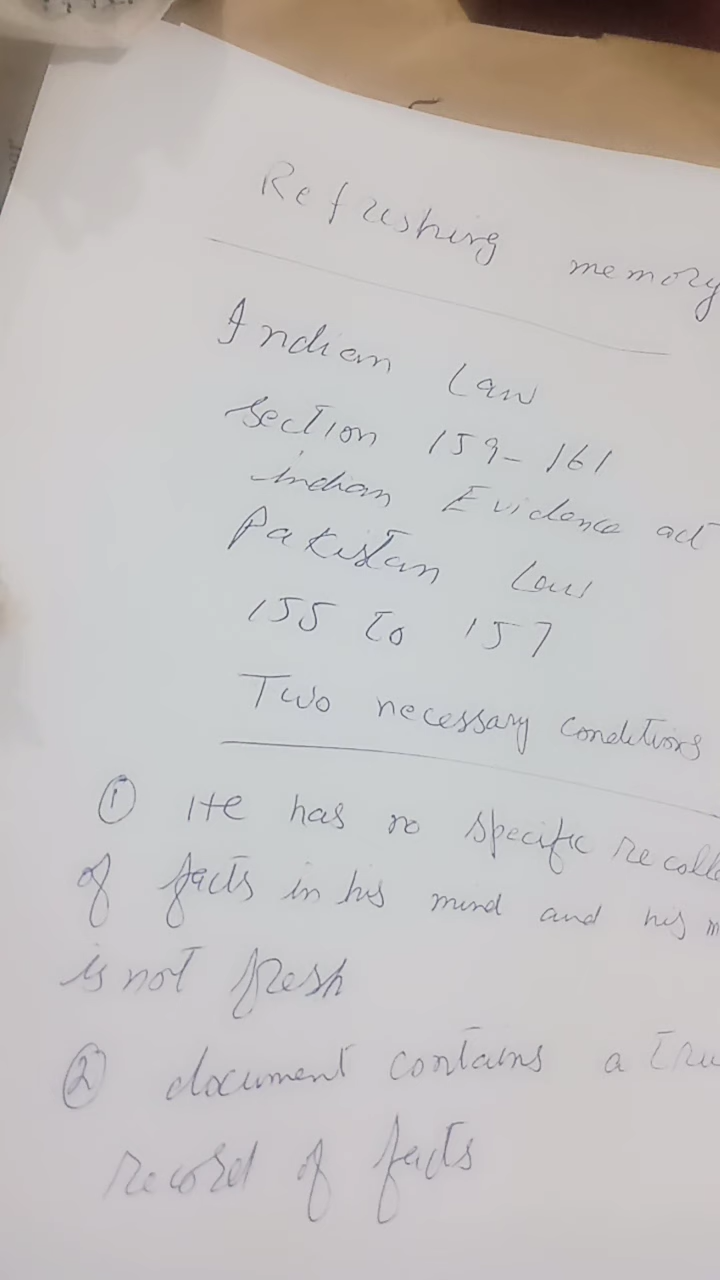 Refreshing memory
Indian Law
Section 159-161
Indian Evidence act
Pakistan Law
155 to 157
Two necessary conditions
① He has no specific recolle
of facts in his mind and his m
is not fresh
② document contains a tru
record of facts